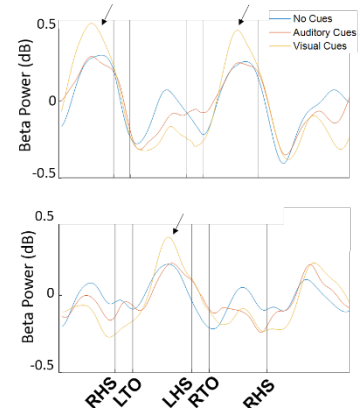 No Cues
Auditory Cues
Visual Cues
Beta Power (dB)
0.5
0
-0.5
Beta Power (dB)
0.5
0
-0.5
RHS
LTO
LHS
RTO
RHS